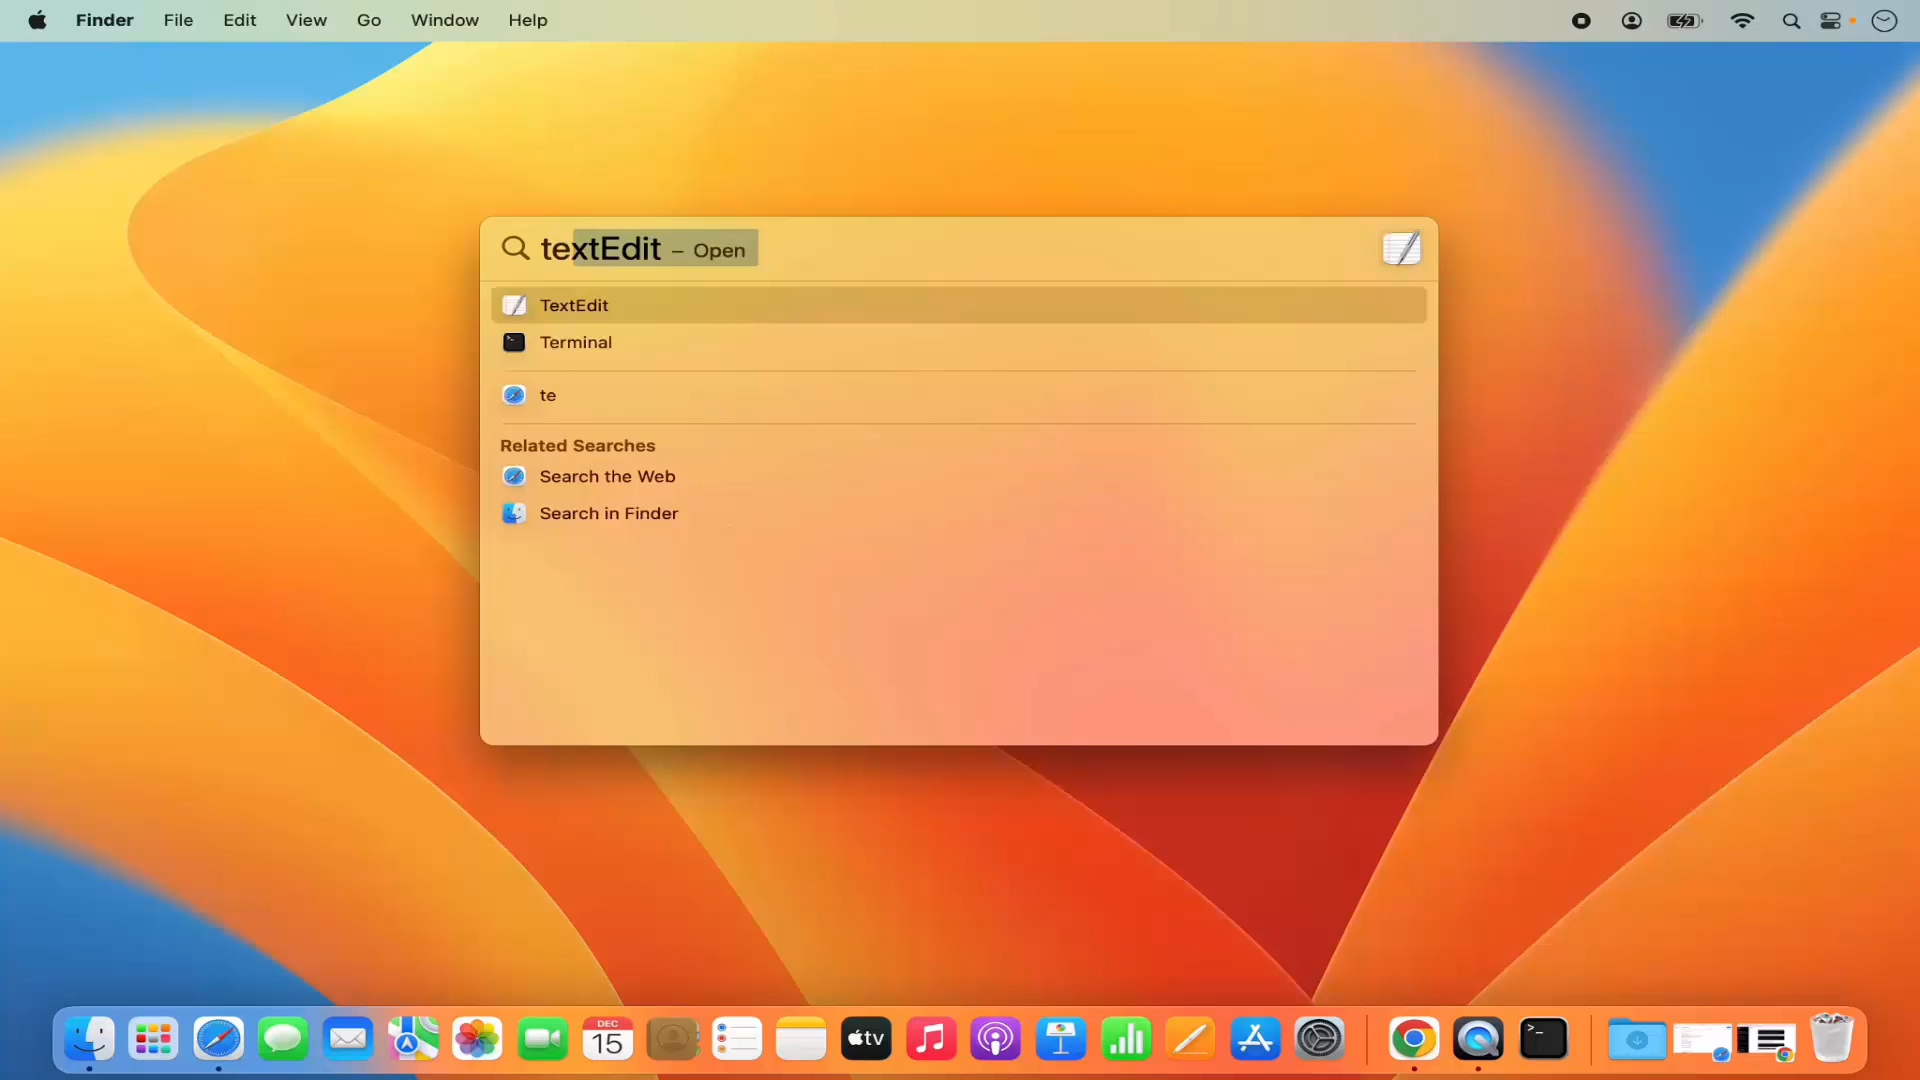 Finder File Edit View Go Window Help
textEdit – Open
TextEdit
Terminal
te
Related Searches
Search the Web
Search in Finder
DEC
15
tv
>_